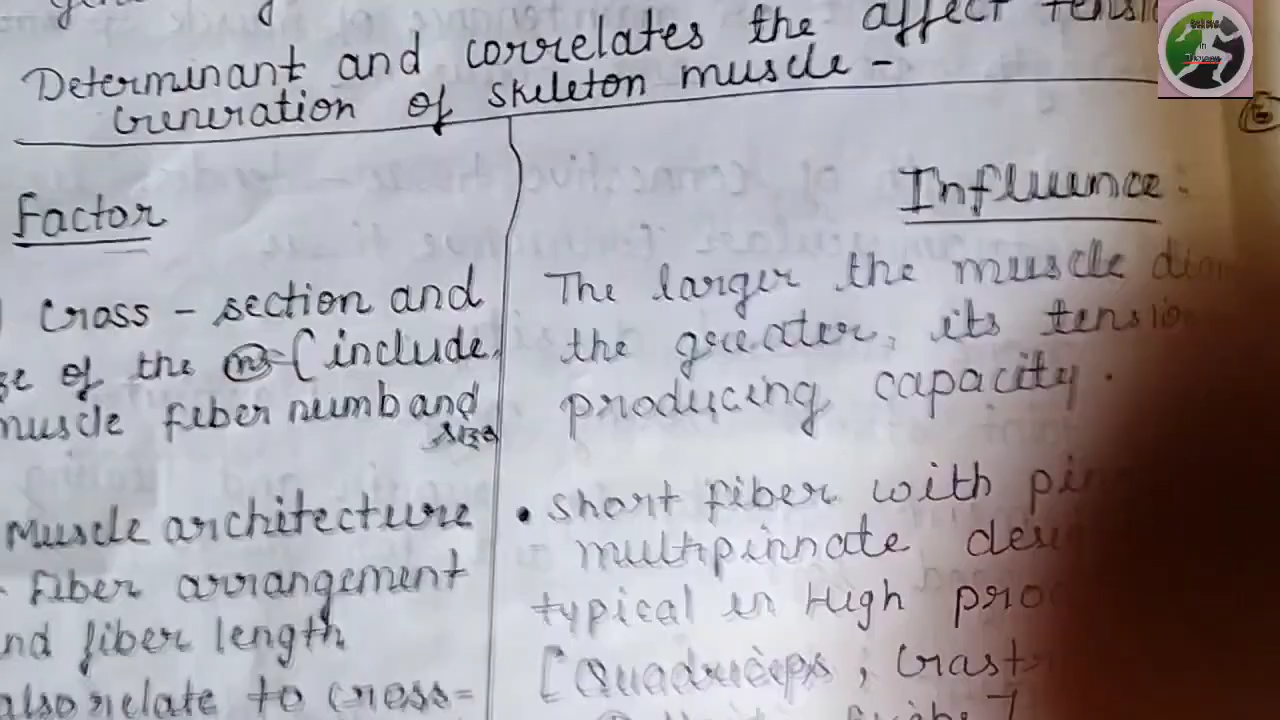 Determinant and correlates the affect
Generation of skeleton muscle -
Factor
Influence:
Cross - section and
of the m (include
muscle fiber numb and
size
The larger the muscle
the greater, its
producing capacity.
Muscle architecture
- Fiber arrangement
and fiber length
also relate to cross-
• Short fiber with
- multipinnate
typical in High
[Quadriceps,